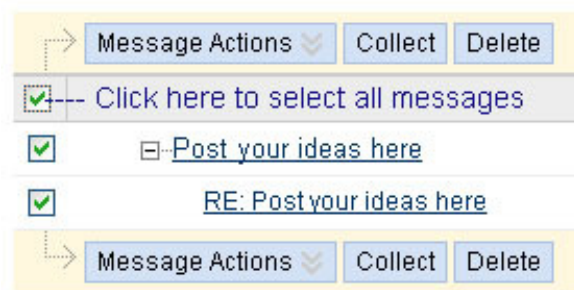 Message Actions Collect Delete
Click here to select all messages
Post your ideas here
RE: Post your ideas here
Message Actions Collect Delete